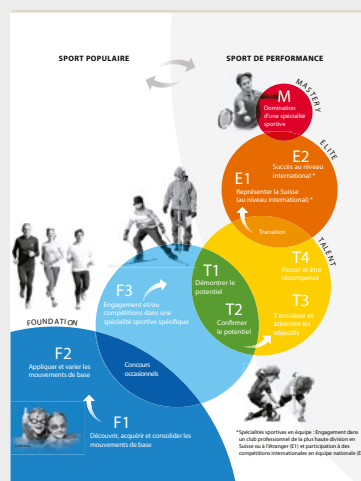 SPORT POPULAIRE
SPORT DE PERFORMANCE
MASTERY
M
Domination
d'une spécialité
sportive
ELITE
E2
Succès au niveau
international *
E1
Représenter la Suisse
(au niveau international) *
Transition
TALENT
T4
Percer et être
récompensé
T1
Démontrer le
potentiel
T3
S'entraîner et
atteindre les
objectifs
T2
Confirmer
le potentiel
F3
Engagement et/ou
compétitions dans une
spécialité sportive spécifique
FOUNDATION
F2
Appliquer et varier les
mouvements de base
Concours
occasionnels
F1
Découvrir, acquérir et consolider les
mouvements de base
*Spécialités sportives en équipe : Engagement dans
un club professionnel de la plus haute division en
Suisse ou à l'étranger (E1) et participation à des
compétitions internationales en équipe nationale (E